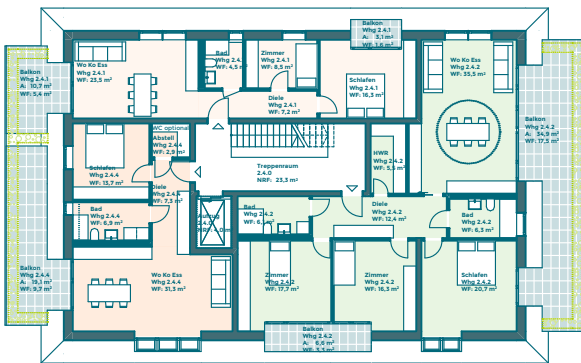 Balkon
Whg 2.4.1
A: 10,7 m²
WF: 5,4 m²
Wo Ko Ess
Whg 2.4.1
WF: 23,5 m²
Bad
Whg 2.4.1
WF: 4,5 m²
Zimmer
Whg 2.4.1
WF: 8,5 m²
Balkon
Whg 2.4.1
A: 3,1 m²
WF: 1,6 m²
Schlafen
Whg 2.4.1
WF: 16,3 m²
Diele
Whg 2.4.1
WF: 7,2 m²
Wo Ko Ess
Whg 2.4.2
WF: 35,5 m²
Balkon
Whg 2.4.2
A: 34,9 m²
WF: 17,5 m²
WC optional
Abstell
Whg 2.4.4
WF: 2,9 m²
Schlafen
Whg 2.4.4
WF: 13,7 m²
Diele
Whg 2.4.4
WF: 7,3 m²
Treppenraum
2.4.0
NRF: 23,3 m²
HWR
Whg 2.4.2
WF: 5,5 m²
Bad
Whg 2.4.4
WF: 6,9 m²
Aufzug
2.4.0
NRF: 4,0 m²
Bad
Whg 2.4.2
Diele
Whg 2.4.2
WF: 12,4 m²
Bad
Whg 2.4.2
WF: 6,3 m²
Balkon
Whg 2.4.4
A: 19,1 m²
WF: 9,7 m²
Wo Ko Ess
Whg 2.4.4
WF: 31,3 m²
Zimmer
Whg 2.4.2
WF: 17,7 m²
Zimmer
Whg 2.4.2
WF: 16,3 m²
Schlafen
Whg 2.4.2
WF: 20,7 m²
Balkon
Whg 2.4.2
A: 6,6 m²
WF: 3,3 m²